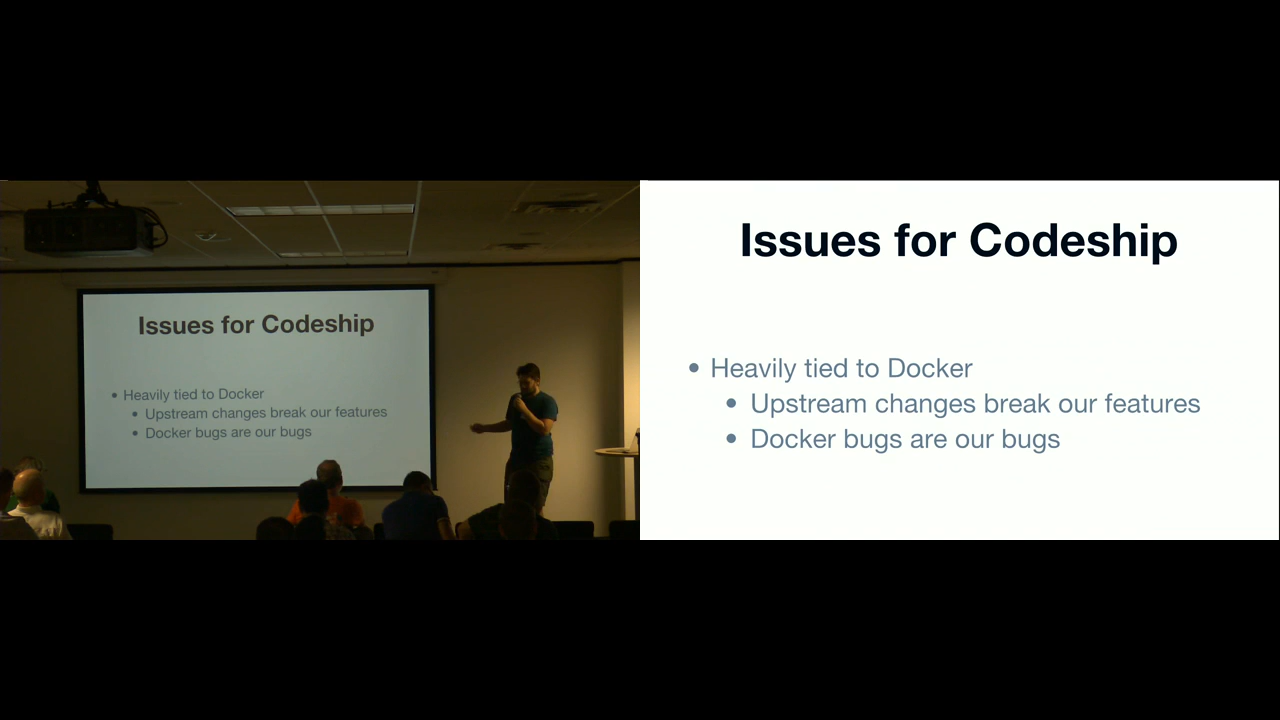 Issues for Codeship
• Heavily tied to Docker
• Upstream changes break our features
• Docker bugs are our bugs
Issues for Codeship
• Heavily tied to Docker
• Upstream changes break our features
• Docker bugs are our bugs